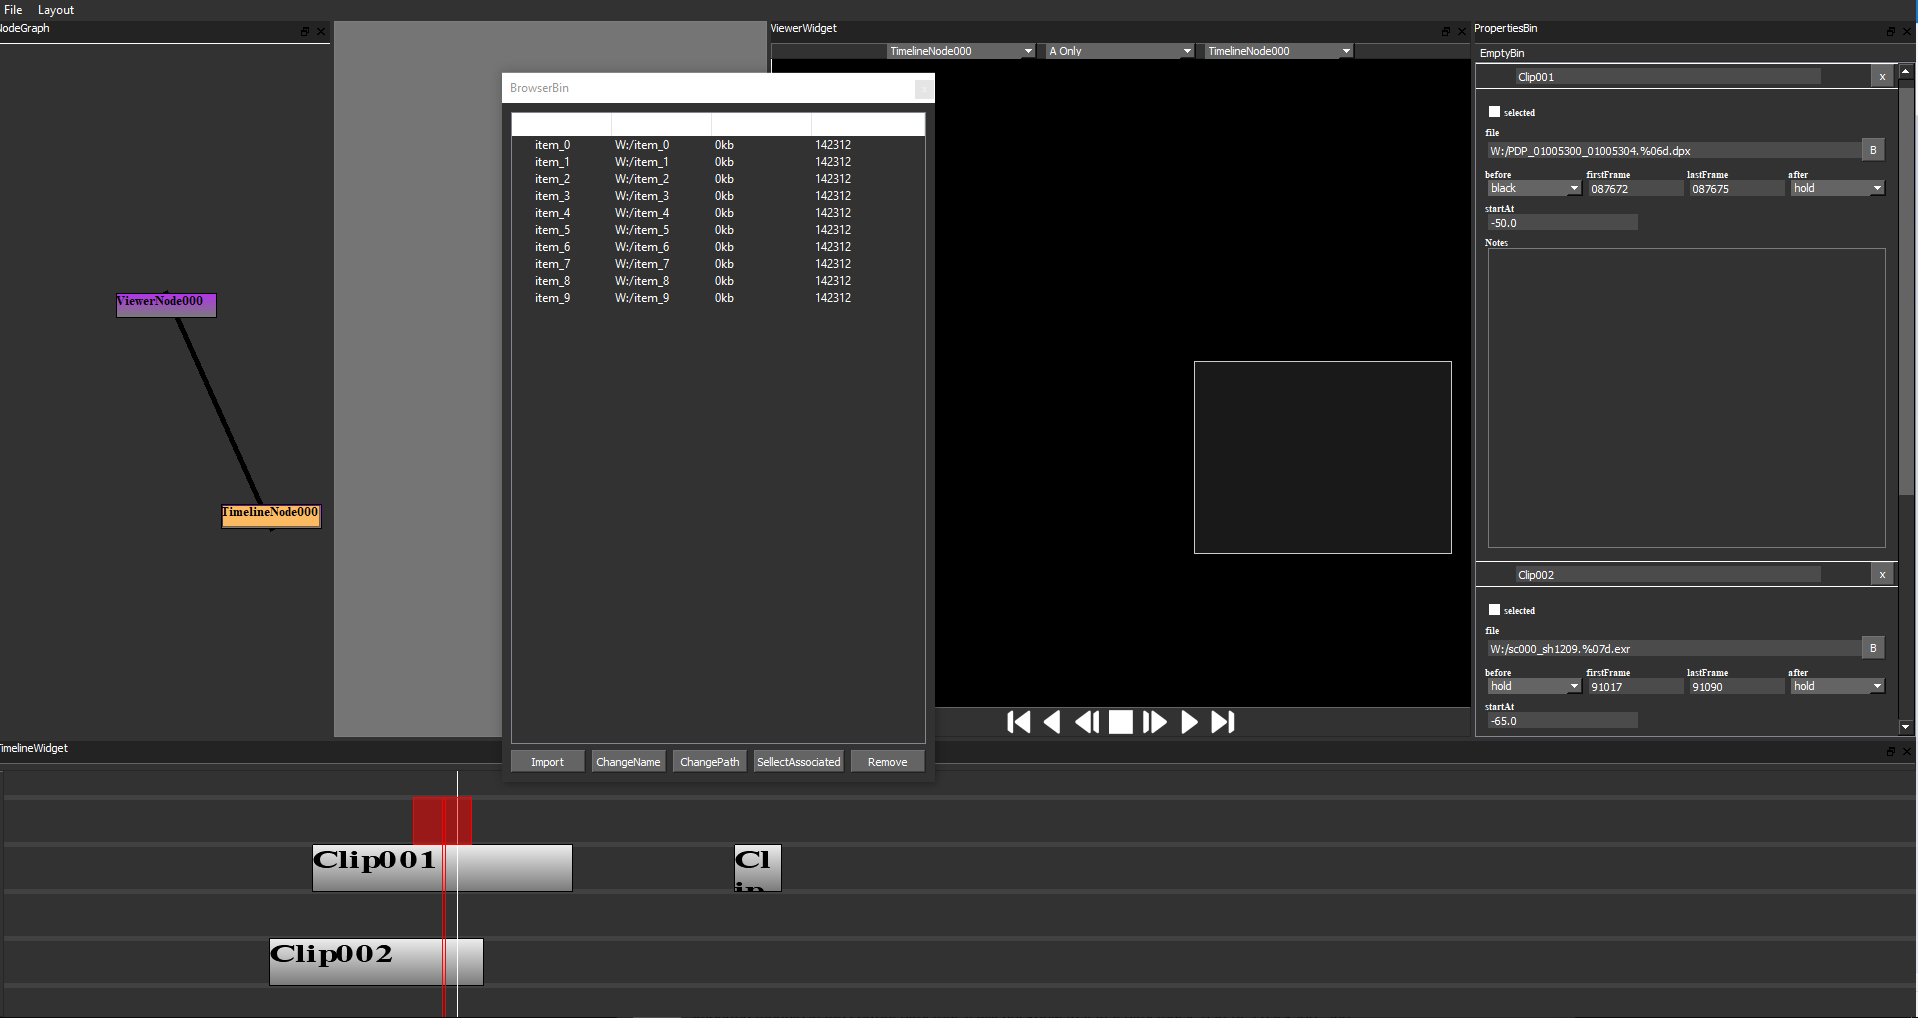 File Layout
NodeGraph
ViewerNode000
TimelineNode000
BrowserBin
item_0 W:/item_0 0kb 142312
item_1 W:/item_1 0kb 142312
item_2 W:/item_2 0kb 142312
item_3 W:/item_3 0kb 142312
item_4 W:/item_4 0kb 142312
item_5 W:/item_5 0kb 142312
item_6 W:/item_6 0kb 142312
item_7 W:/item_7 0kb 142312
item_8 W:/item_8 0kb 142312
item_9 W:/item_9 0kb 142312
Import ChangeName ChangePath SellectAssociated Remove
ViewerWidget
TimelineNode000 A Only TimelineNode000
PropertiesBin
EmptyBin
Clip001 x
selected
file
W:/PDP_01005300_01005304.%06d.dpx B
before firstFrame lastFrame after
black 087672 087675 hold
startAt
-50.0
Notes
Clip002 x
selected
file
W:/sc000_sh1209.%07d.exr B
before firstFrame lastFrame after
hold 91017 91090 hold
startAt
-65.0
TimelineWidget
Clip001
Cl
ip
Clip002